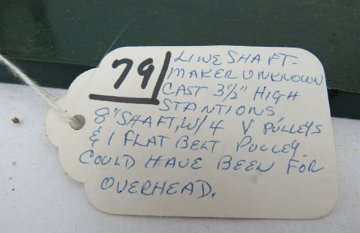 79
LINE SHAFT-
MAKER UNKNOWN
CAST 3½" HIGH
STANTIONS
8" SHAFT, W/4 V PULLEYS
& 1 FLAT BELT PULLEY
COULD HAVE BEEN FOR
OVERHEAD.